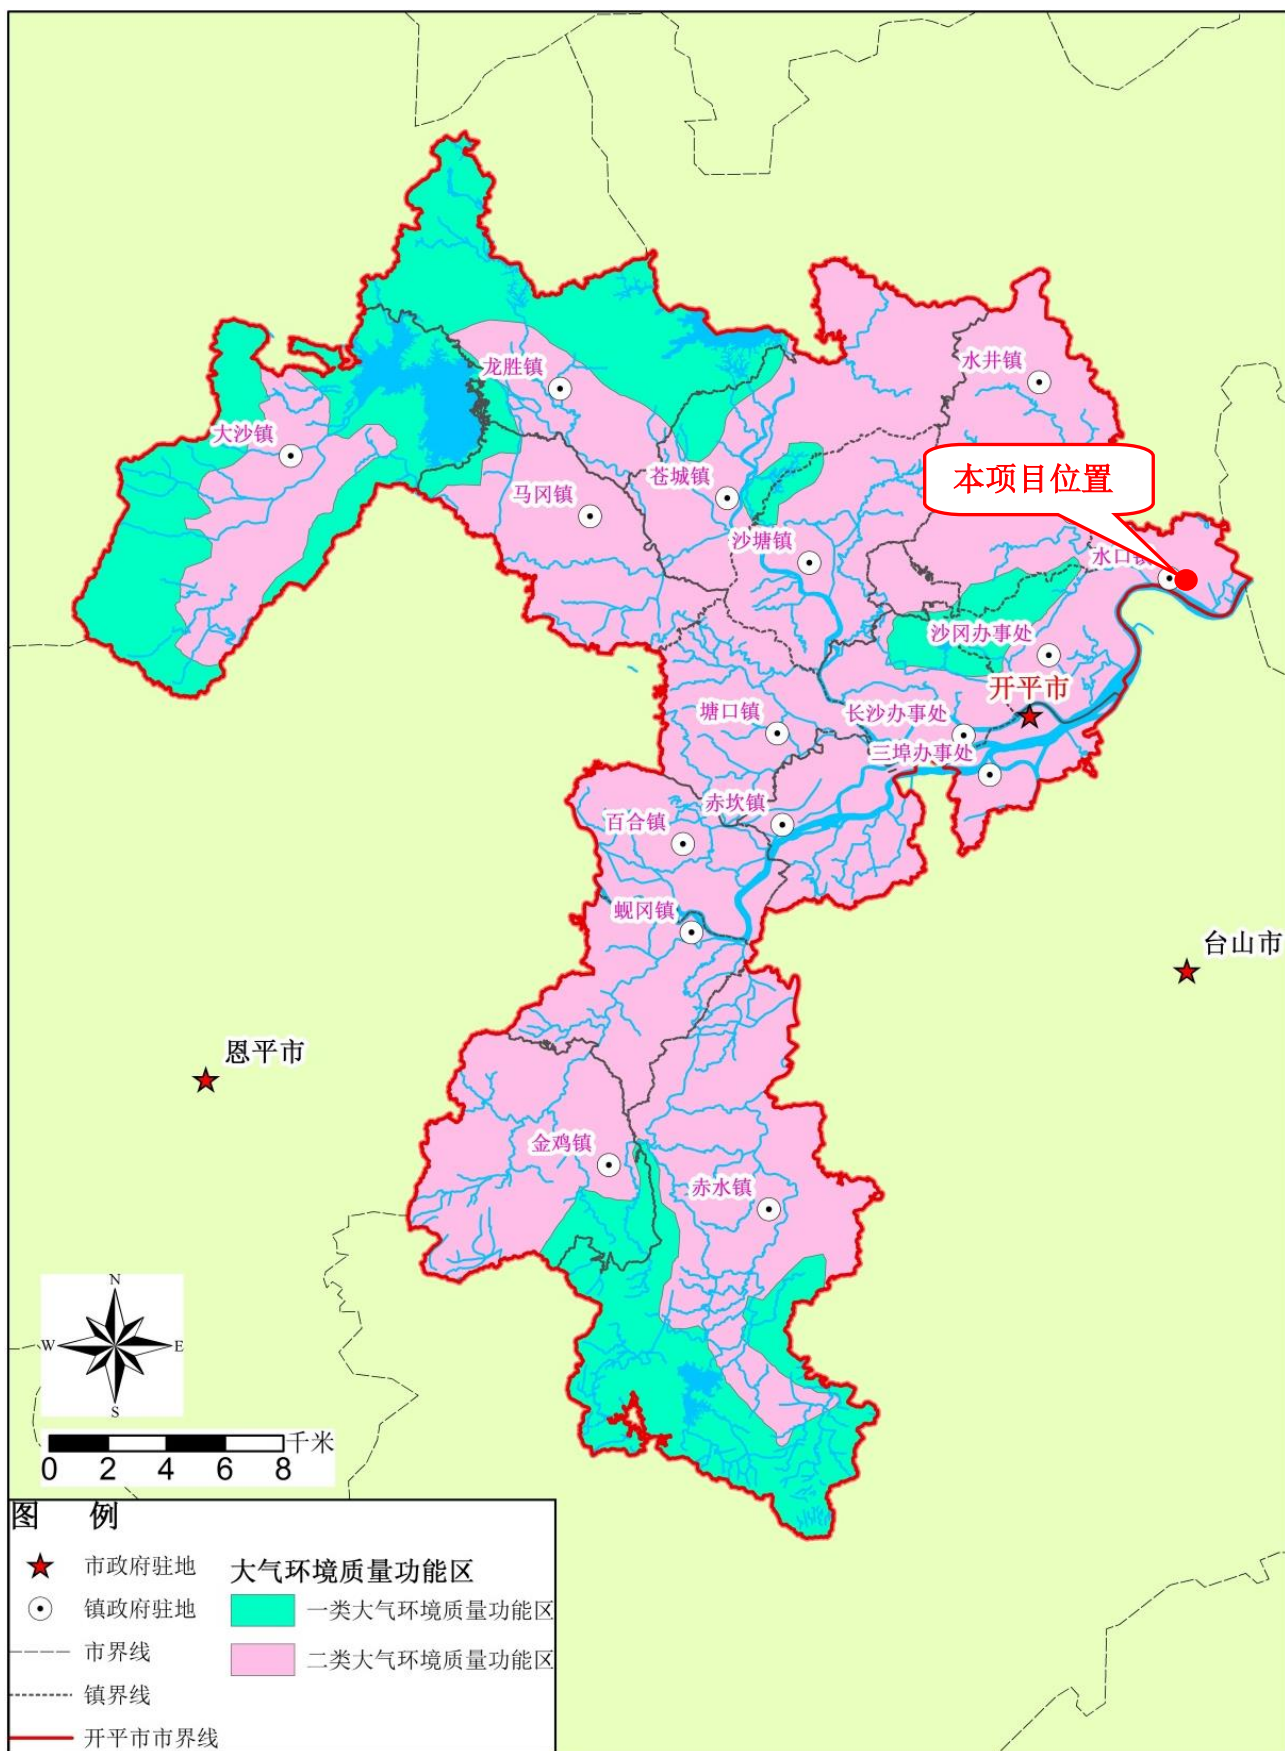 龙胜镇
水井镇
大沙镇
苍城镇
本项目位置
马冈镇
沙塘镇
水口镇
沙冈办事处
开平市
塘口镇
长沙办事处
三埠办事处
赤坎镇
百合镇
蚬冈镇
台山市
恩平市
金鸡镇
赤水镇
N
W
E
S
千米
0 2 4 6 8
图 例
市政府驻地
大气环境质量功能区
镇政府驻地
一类大气环境质量功能区
市界线
二类大气环境质量功能区
镇界线
开平市市界线